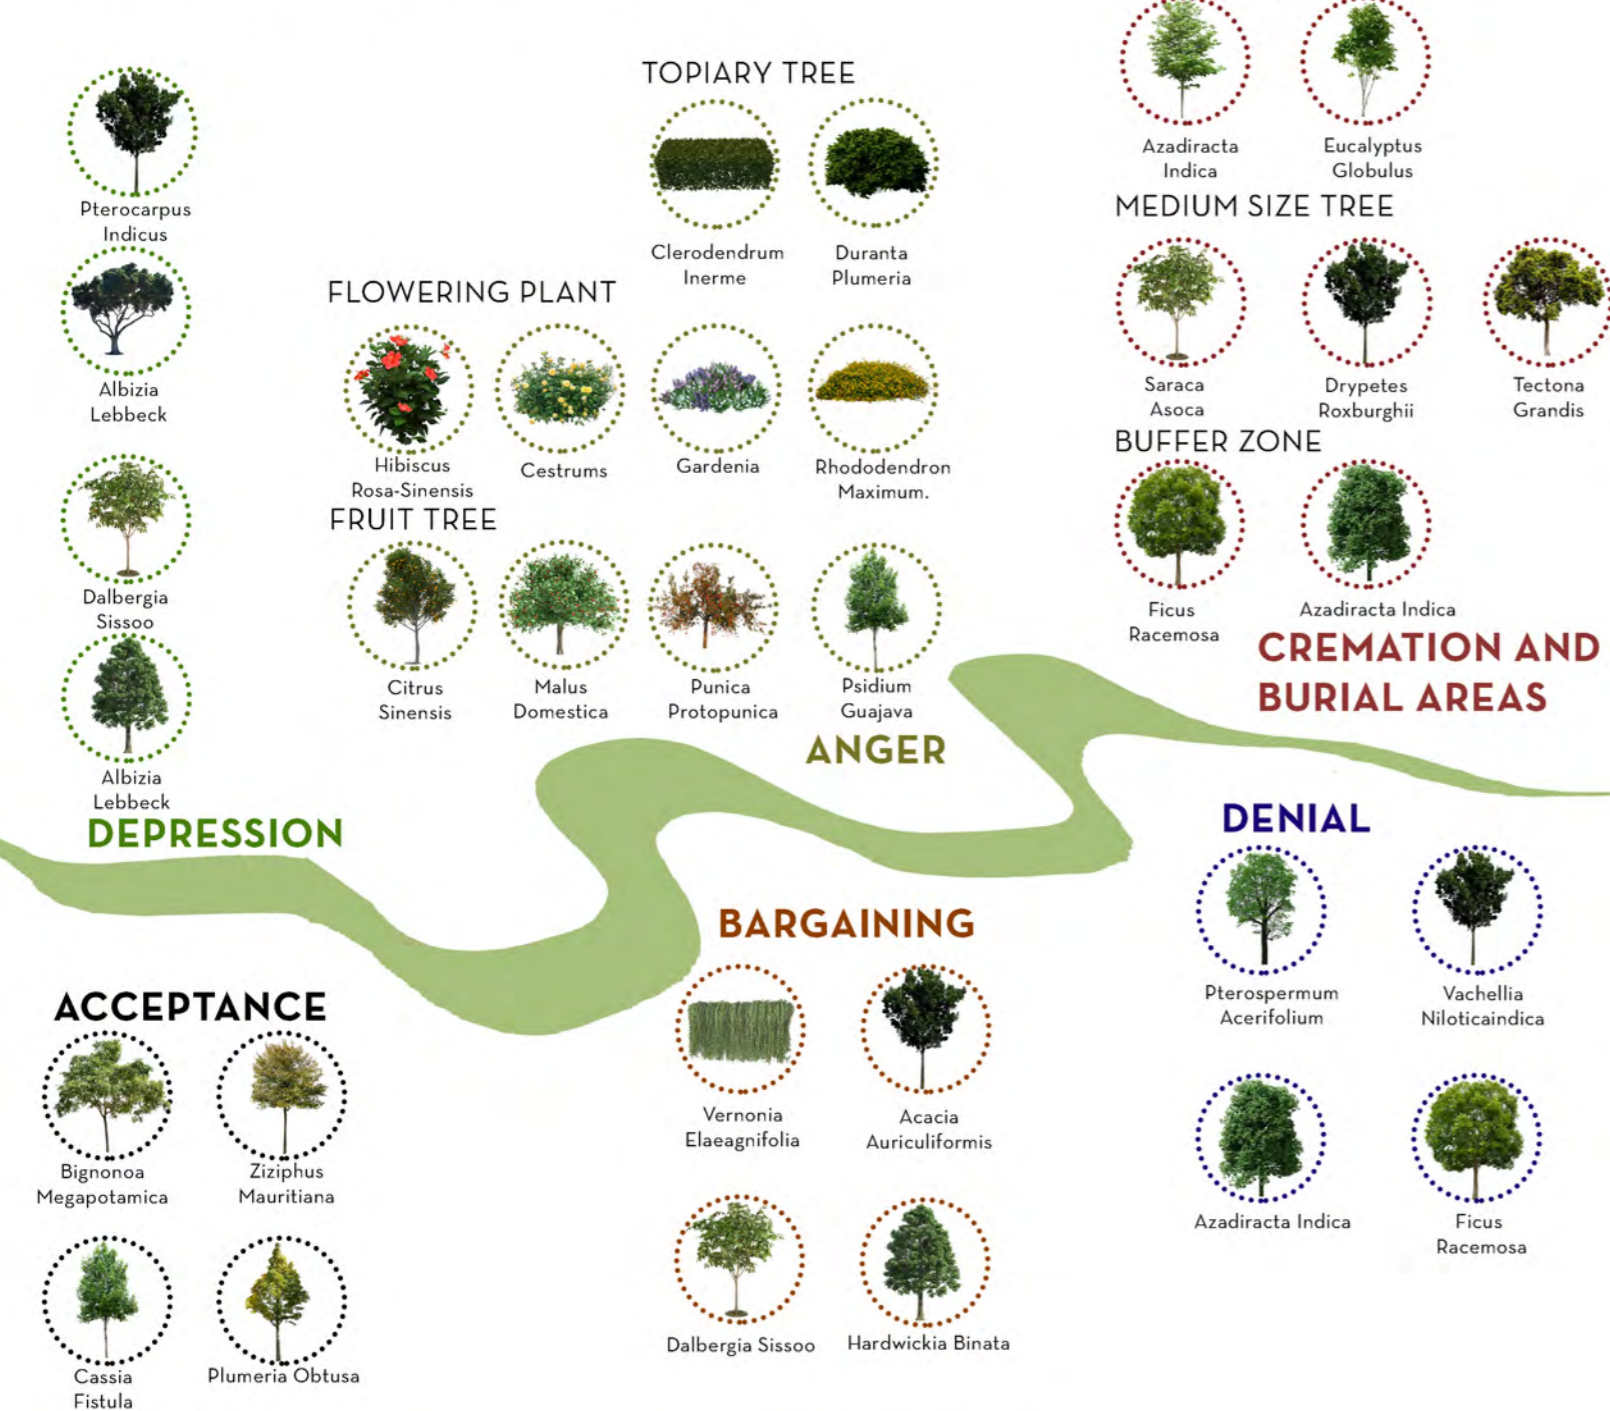 Pterocarpus
Indicus
Albizia
Lebbeck
Dalbergia
Sissoo
Albizia
Lebbeck
DEPRESSION
TOPIARY TREE
Clerodendrum
Inerme
Duranta
Plumeria
FLOWERING PLANT
Hibiscus
Rosa-Sinensis
Cestrums
Gardenia
Rhododendron
Maximum.
FRUIT TREE
Citrus
Sinensis
Malus
Domestica
Punica
Protopunica
Psidium
Guajava
ANGER
Azadiracta
Indica
Eucalyptus
Globulus
MEDIUM SIZE TREE
Saraca
Asoca
Drypetes
Roxburghii
Tectona
Grandis
BUFFER ZONE
Ficus
Racemosa
Azadiracta Indica
CREMATION AND
BURIAL AREAS
ACCEPTANCE
Bignonoa
Megapotamica
Ziziphus
Mauritiana
Cassia
Fistula
Plumeria Obtusa
BARGAINING
Vernonia
Elaeagnifolia
Acacia
Auriculiformis
Dalbergia Sissoo
Hardwickia Binata
DENIAL
Pterospermum
Acerifolium
Vachellia
Niloticaindica
Azadiracta Indica
Ficus
Racemosa